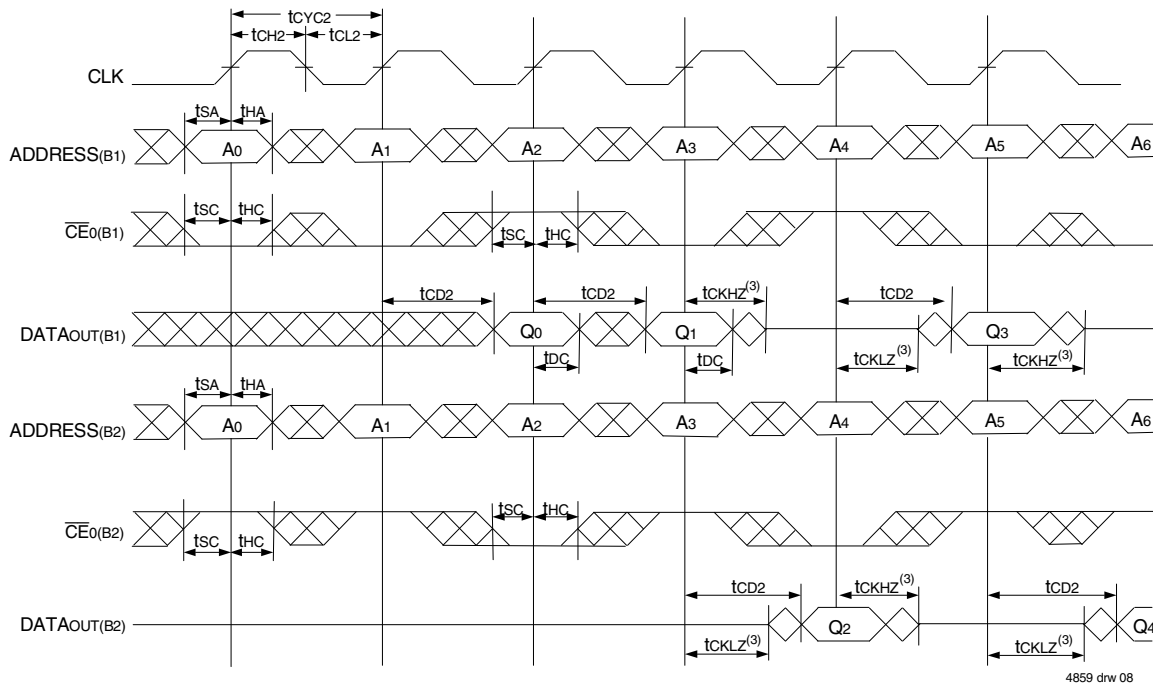 tCYC2
tCH2 tCL2
CLK
tSA tHA
ADDRESS(B1) A0 A1 A2 A3 A4 A5 A6
tSC tHC
CE0(B1)
tSC tHC
tCD2 tCD2 tCKHZ(3) tCD2
DATAOUT(B1) Q0 Q1 Q3
tDC tDC tCKLZ(3) tCKHZ(3)
tSA tHA
ADDRESS(B2) A0 A1 A2 A3 A4 A5 A6
tSC tHC
CE0(B2)
tSC tHC
tCD2 tCKHZ(3) tCD2
DATAOUT(B2) Q2 Q4
tCKLZ(3) tCKLZ(3)
4859 drw 08